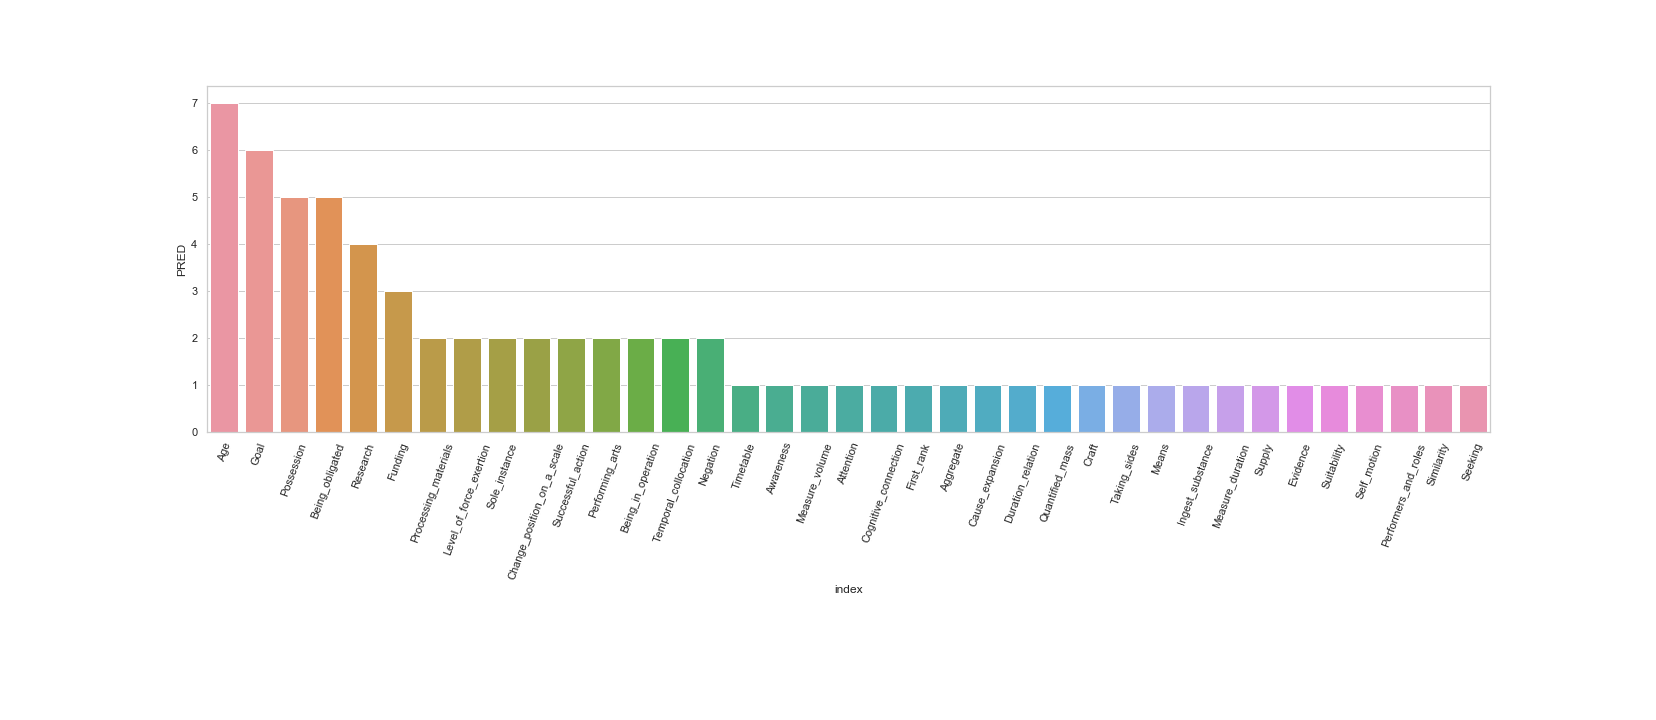 7
6
5
4
3
2
1
0
PRED
Age
Goal
Possession
Being_obligated
Research
Funding
Processing_materials
Level_of_force_exertion
Sole_instance
Change_position_on_a_scale
Successful_action
Performing_arts
Being_in_operation
Temporal_collocation
Negation
Timetable
Awareness
Measure_volume
Attention
Cognitive_connection
First_rank
Aggregate
Cause_expansion
Duration_relation
Quantified_mass
Craft
Taking_sides
Means
Ingest_substance
Measure_duration
Supply
Evidence
Suitability
Self_motion
Performers_and_roles
Similarity
Seeking
index